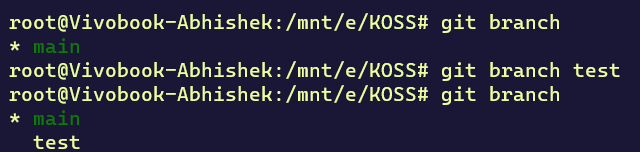 root@Vivobook-Abhishek:/mnt/e/KOSS# git branch
* main
root@Vivobook-Abhishek:/mnt/e/KOSS# git branch test
root@Vivobook-Abhishek:/mnt/e/KOSS# git branch
* main
  test